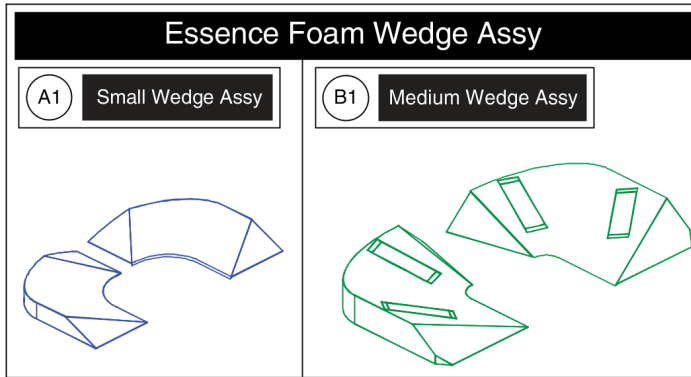 Essence Foam Wedge Assy
A1
Small Wedge Assy
B1
Medium Wedge Assy